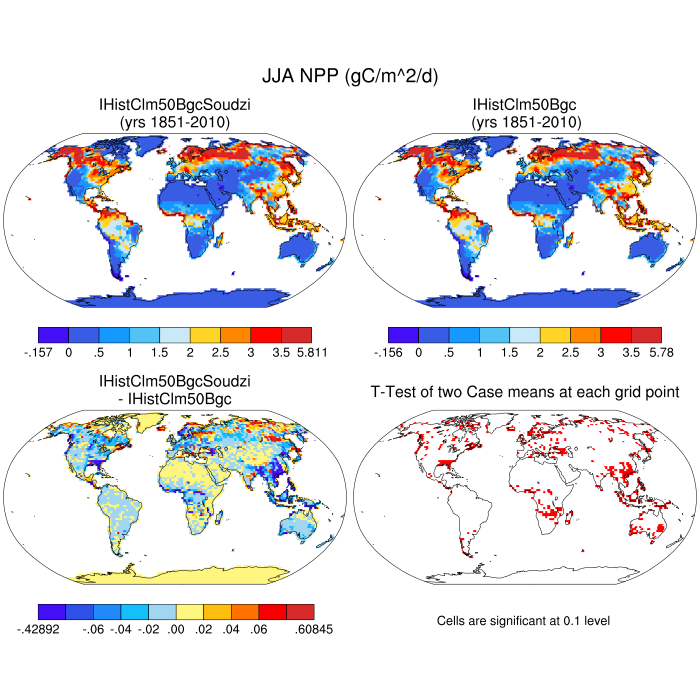 JJA NPP (gC/m^2/d)
IHistClm50BgcSoudzi
(yrs 1851-2010)
IHistClm50Bgc
(yrs 1851-2010)
-.157 0 .5 1 1.5 2 2.5 3 3.5 5.811
-.156 0 .5 1 1.5 2 2.5 3 3.5 5.78
IHistClm50BgcSoudzi
- IHistClm50Bgc
T-Test of two Case means at each grid point
-.42892 -.06 -.04 -.02 .00 .02 .04 .06 .60845
Cells are significant at 0.1 level